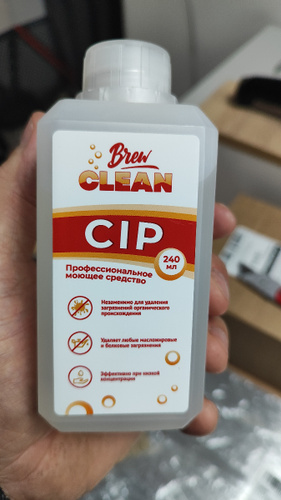 Brew
CLEAN
CIP
240
мл
Профессиональное
моющее средство
Незаменимо для удаления
загрязнений органического
происхождения
Удаляет любые масложировые
и белковые загрязнения
Эффективно при низкой
концентрации